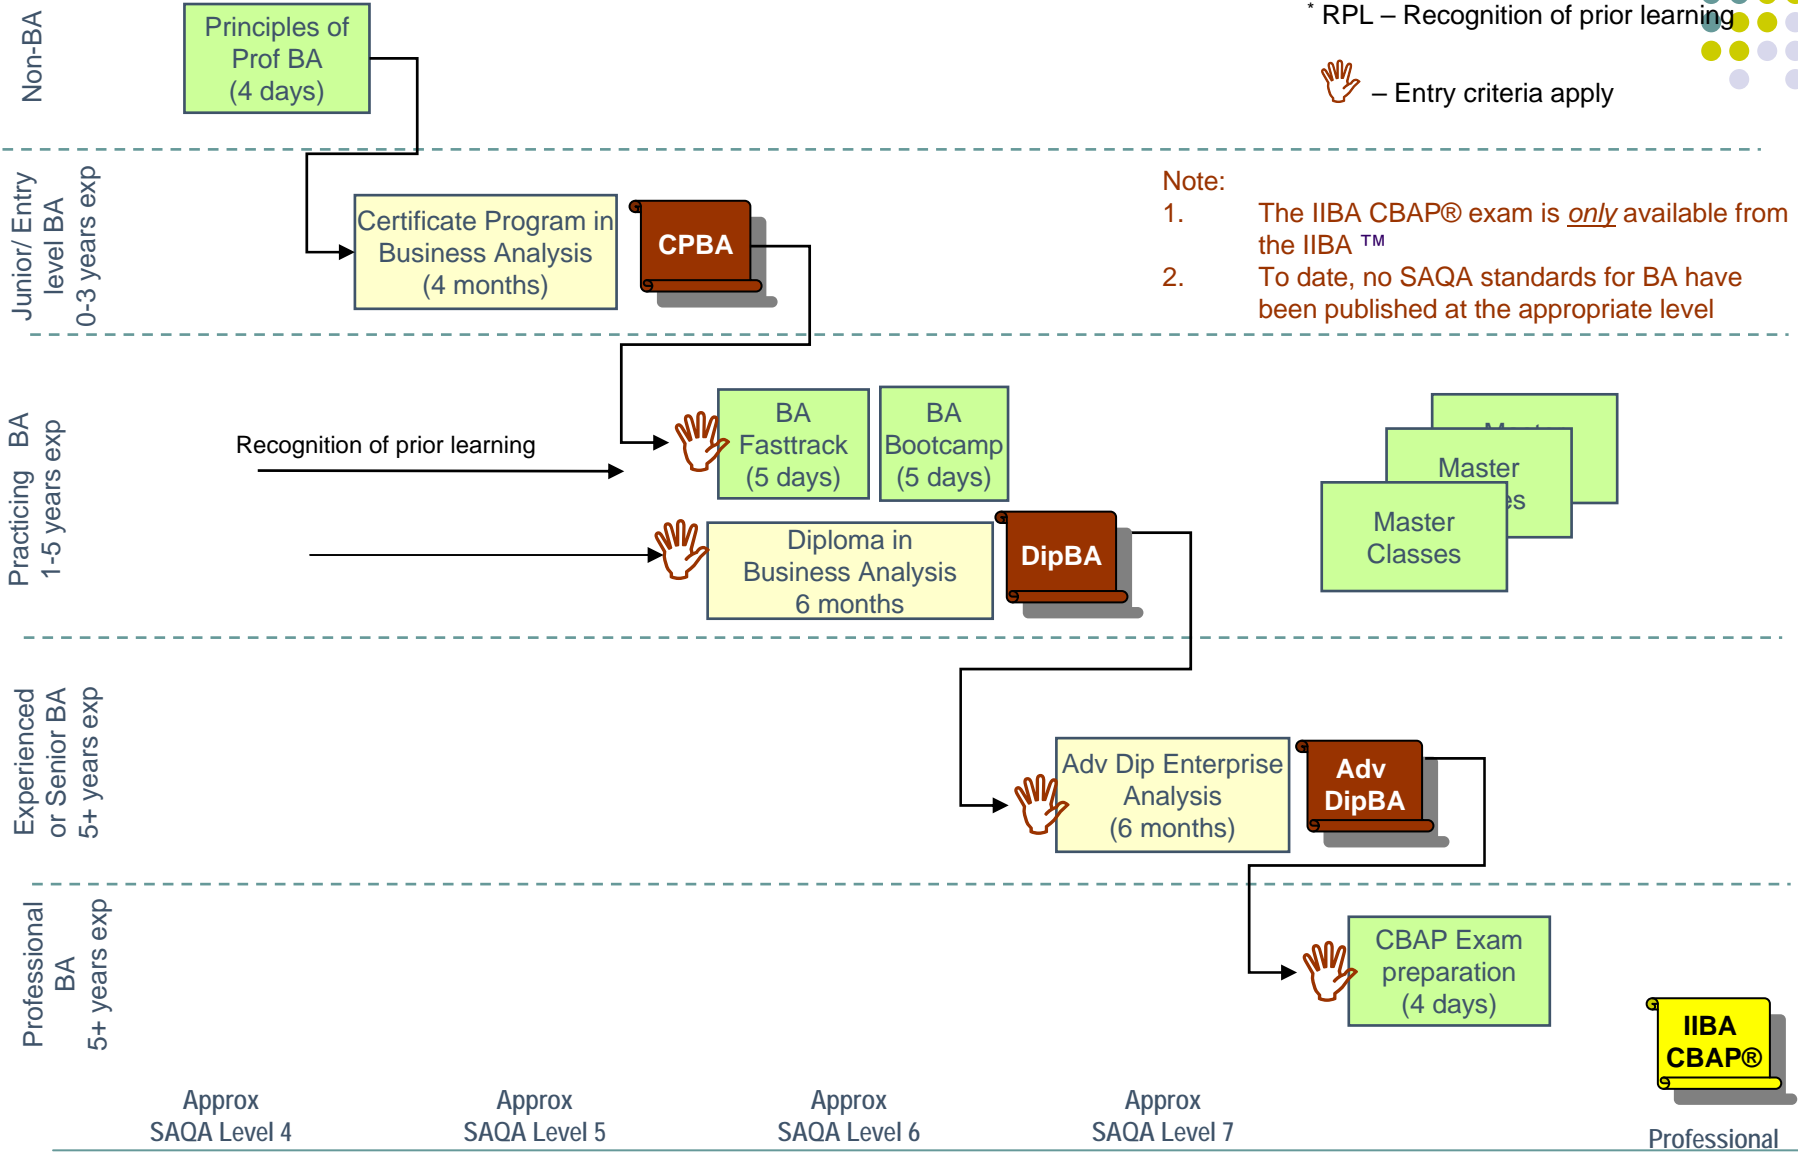 * RPL – Recognition of prior learning
– Entry criteria apply
Non-BA
Principles of
Prof BA
(4 days)
Junior/ Entry
level BA
0-3 years exp
Certificate Program in
Business Analysis
(4 months)
CPBA
Note:
1. The IIBA CBAP® exam is only available from
the IIBA ™
2. To date, no SAQA standards for BA have
been published at the appropriate level
Practicing BA
1-5 years exp
Recognition of prior learning
BA
Fasttrack
(5 days)
BA
Bootcamp
(5 days)
Diploma in
Business Analysis
6 months
DipBA
Master
Master
Classes
Experienced
or Senior BA
5+ years exp
Adv Dip Enterprise
Analysis
(6 months)
Adv
DipBA
Professional
BA
5+ years exp
CBAP Exam
preparation
(4 days)
IIBA
CBAP®
Approx
SAQA Level 4
Approx
SAQA Level 5
Approx
SAQA Level 6
Approx
SAQA Level 7
Professional